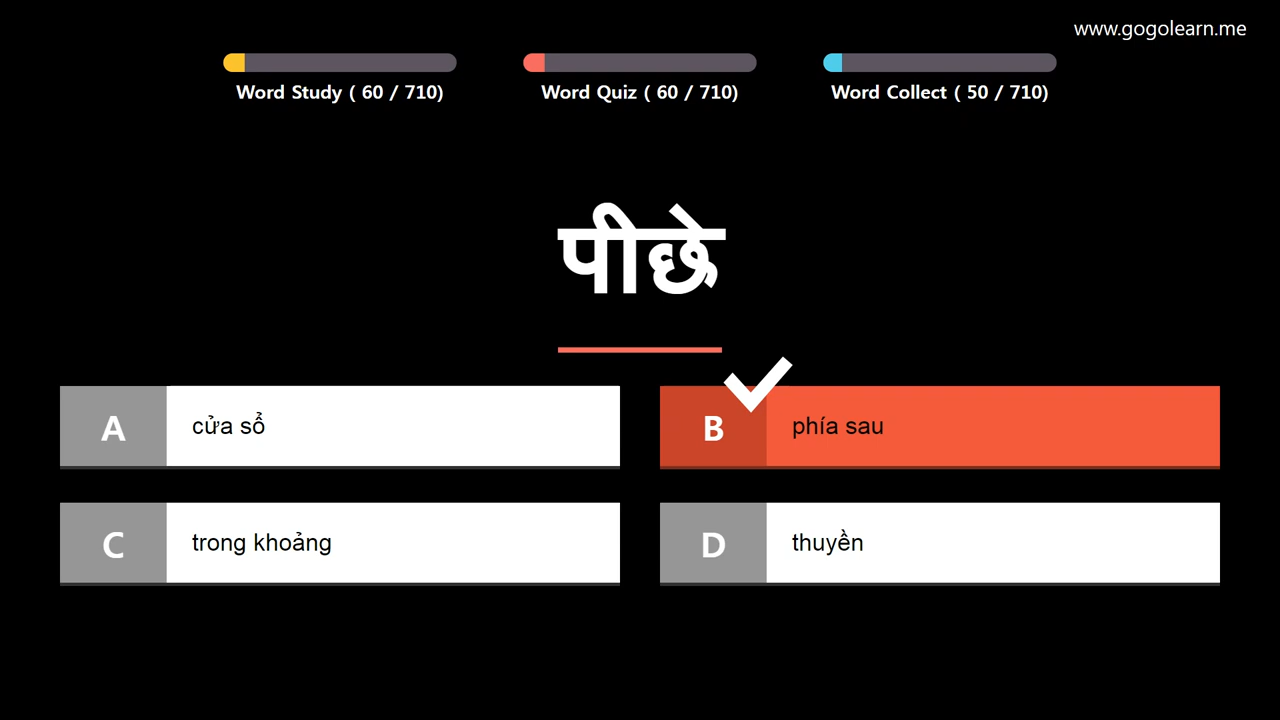 www.gogolearn.me
Word Study ( 60 / 710)
Word Quiz ( 60 / 710)
Word Collect ( 50 / 710)
पीछे
A
cửa sổ
B
phía sau
C
trong khoảng
D
thuyền